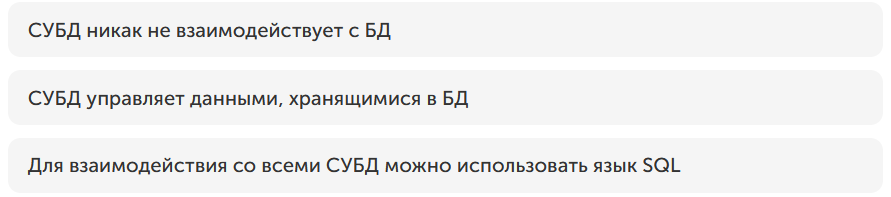 СУБД никак не взаимодействует с БД
СУБД управляет данными, хранящимися в БД
Для взаимодействия со всеми СУБД можно использовать язык SQL